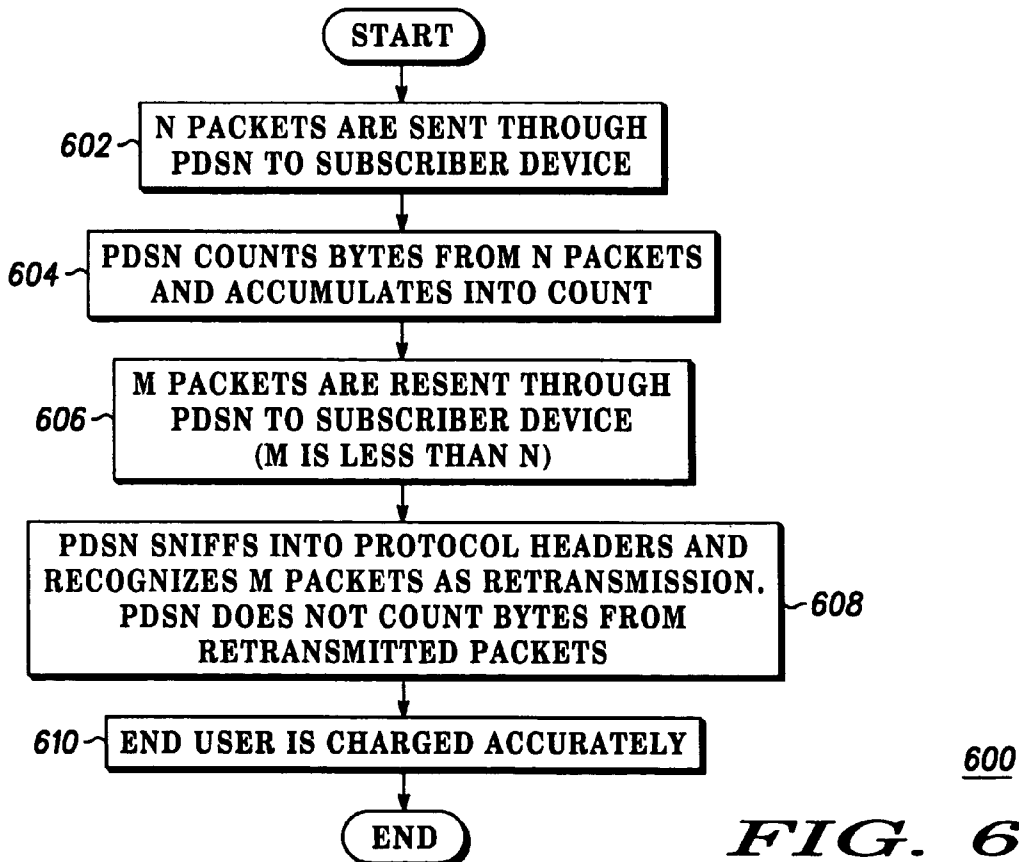 START
602
N PACKETS ARE SENT THROUGH
PDSN TO SUBSCRIBER DEVICE
604
PDSN COUNTS BYTES FROM N PACKETS
AND ACCUMULATES INTO COUNT
606
M PACKETS ARE RESENT THROUGH
PDSN TO SUBSCRIBER DEVICE
(M IS LESS THAN N)
PDSN SNIFFS INTO PROTOCOL HEADERS AND
RECOGNIZES M PACKETS AS RETRANSMISSION.
PDSN DOES NOT COUNT BYTES FROM
RETRANSMITTED PACKETS
608
610
END USER IS CHARGED ACCURATELY
END
600
FIG. 6